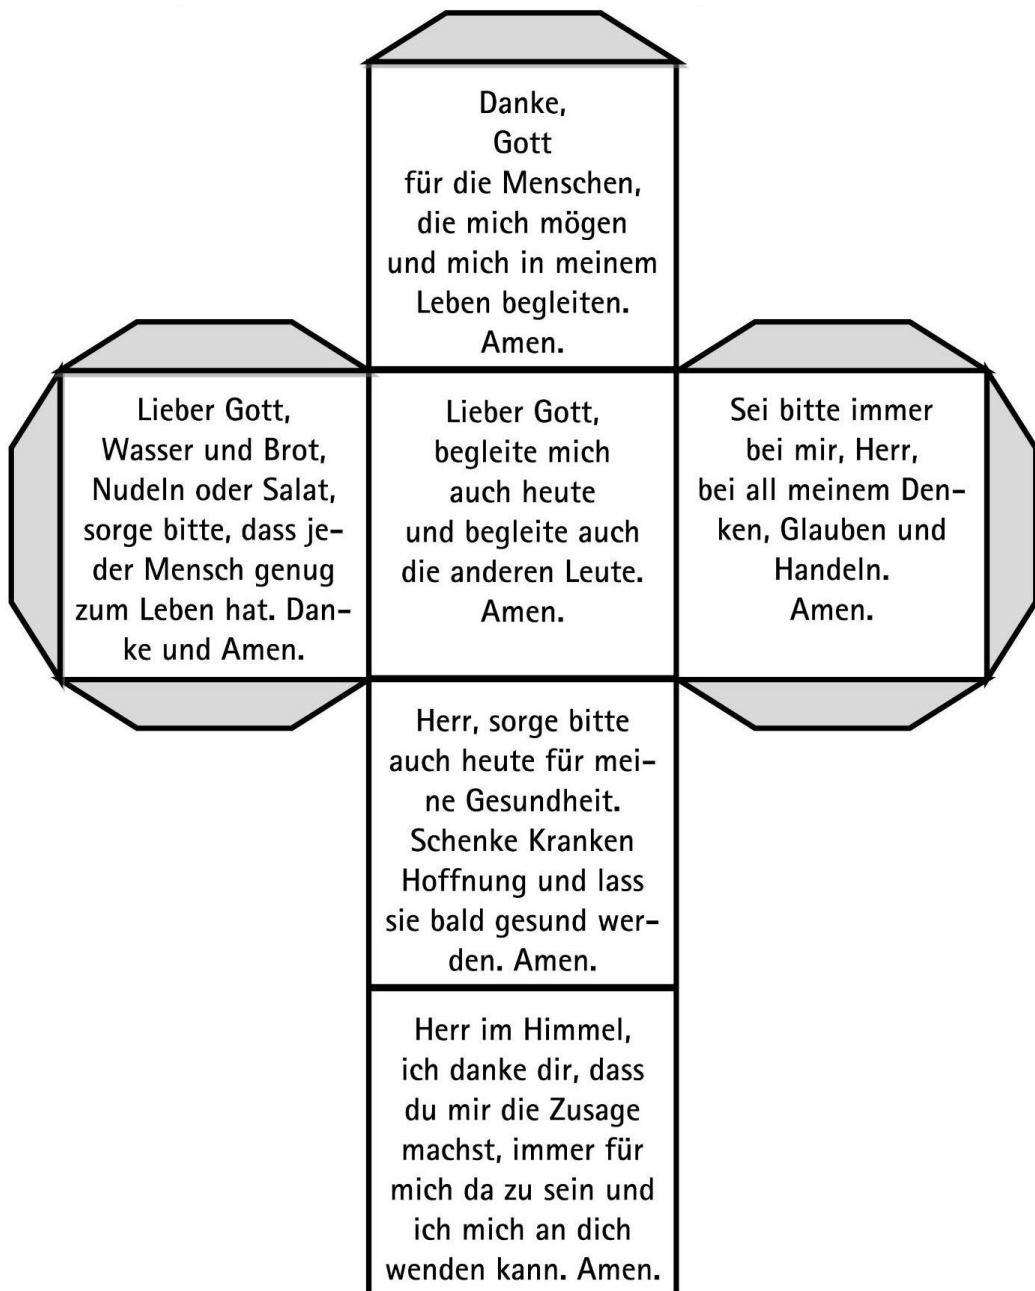 Danke,
Gott
für die Menschen,
die mich mögen
und mich in meinem
Leben begleiten.
Amen.
Lieber Gott,
Wasser und Brot,
Nudeln oder Salat,
sorge bitte, dass je-
der Mensch genug
zum Leben hat. Dan-
ke und Amen.
Lieber Gott,
begleite mich
auch heute
und begleite auch
die anderen Leute.
Amen.
Sei bitte immer
bei mir, Herr,
bei all meinem Den-
ken, Glauben und
Handeln.
Amen.
Herr, sorge bitte
auch heute für mei-
ne Gesundheit.
Schenke Kranken
Hoffnung und lass
sie bald gesund wer-
den. Amen.
Herr im Himmel,
ich danke dir, dass
du mir die Zusage
machst, immer für
mich da zu sein und
ich mich an dich
wenden kann. Amen.